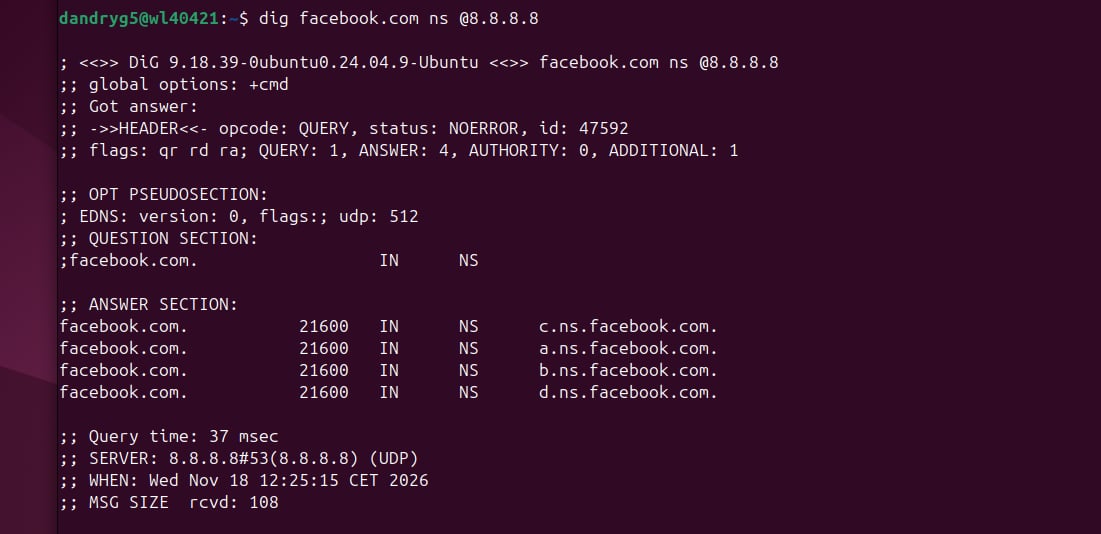 dandryg5@wl40421:~$ dig facebook.com ns @8.8.8.8
; <<>> DiG 9.18.39-0ubuntu0.24.04.9-Ubuntu <<>> facebook.com ns @8.8.8.8
;; global options: +cmd
;; Got answer:
;; ->>HEADER<<- opcode: QUERY, status: NOERROR, id: 47592
;; flags: qr rd ra; QUERY: 1, ANSWER: 4, AUTHORITY: 0, ADDITIONAL: 1
;; OPT PSEUDOSECTION:
; EDNS: version: 0, flags:; udp: 512
;; QUESTION SECTION:
;facebook.com. IN NS
;; ANSWER SECTION:
facebook.com. 21600 IN NS c.ns.facebook.com.
facebook.com. 21600 IN NS a.ns.facebook.com.
facebook.com. 21600 IN NS b.ns.facebook.com.
facebook.com. 21600 IN NS d.ns.facebook.com.
;; Query time: 37 msec
;; SERVER: 8.8.8.8#53(8.8.8.8) (UDP)
;; WHEN: Wed Nov 18 12:25:15 CET 2026
;; MSG SIZE rcvd: 108